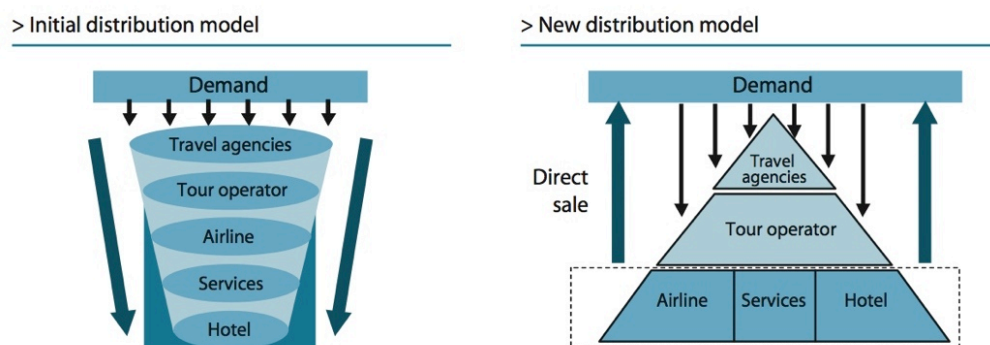 > Initial distribution model
Demand
Travel agencies
Tour operator
Airline
Services
Hotel
> New distribution model
Demand
Direct
sale
Travel
agencies
Tour operator
Airline
Services
Hotel